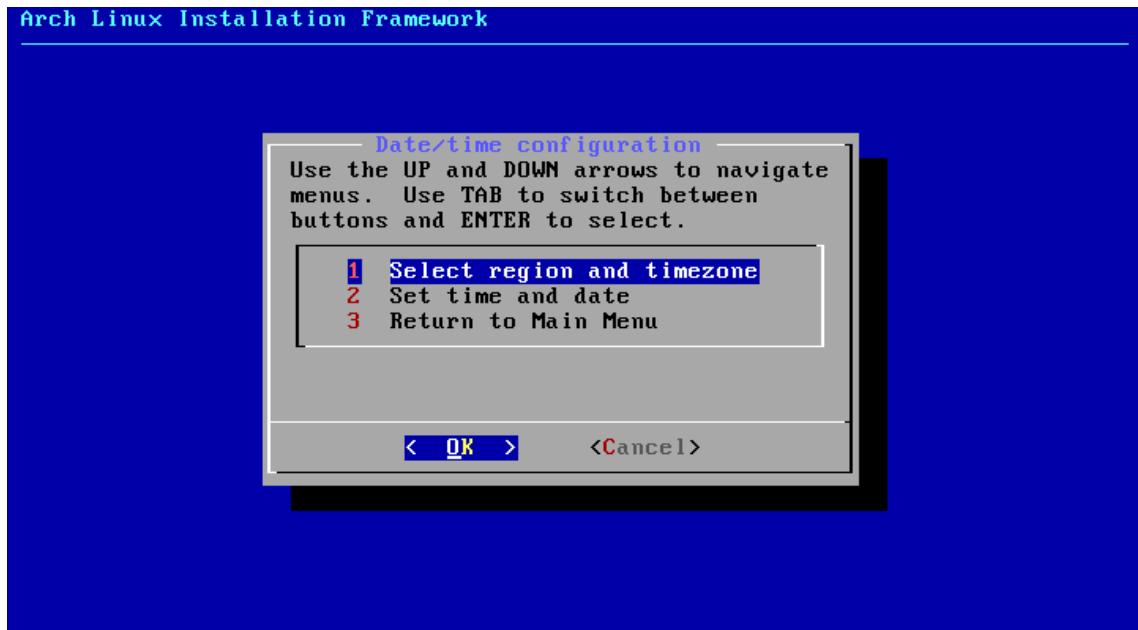 Arch Linux Installation Framework
Date/time configuration
Use the UP and DOWN arrows to navigate
menus.  Use TAB to switch between
buttons and ENTER to select.
1  Select region and timezone
2  Set time and date
3  Return to Main Menu
<  OK  >     <Cancel>